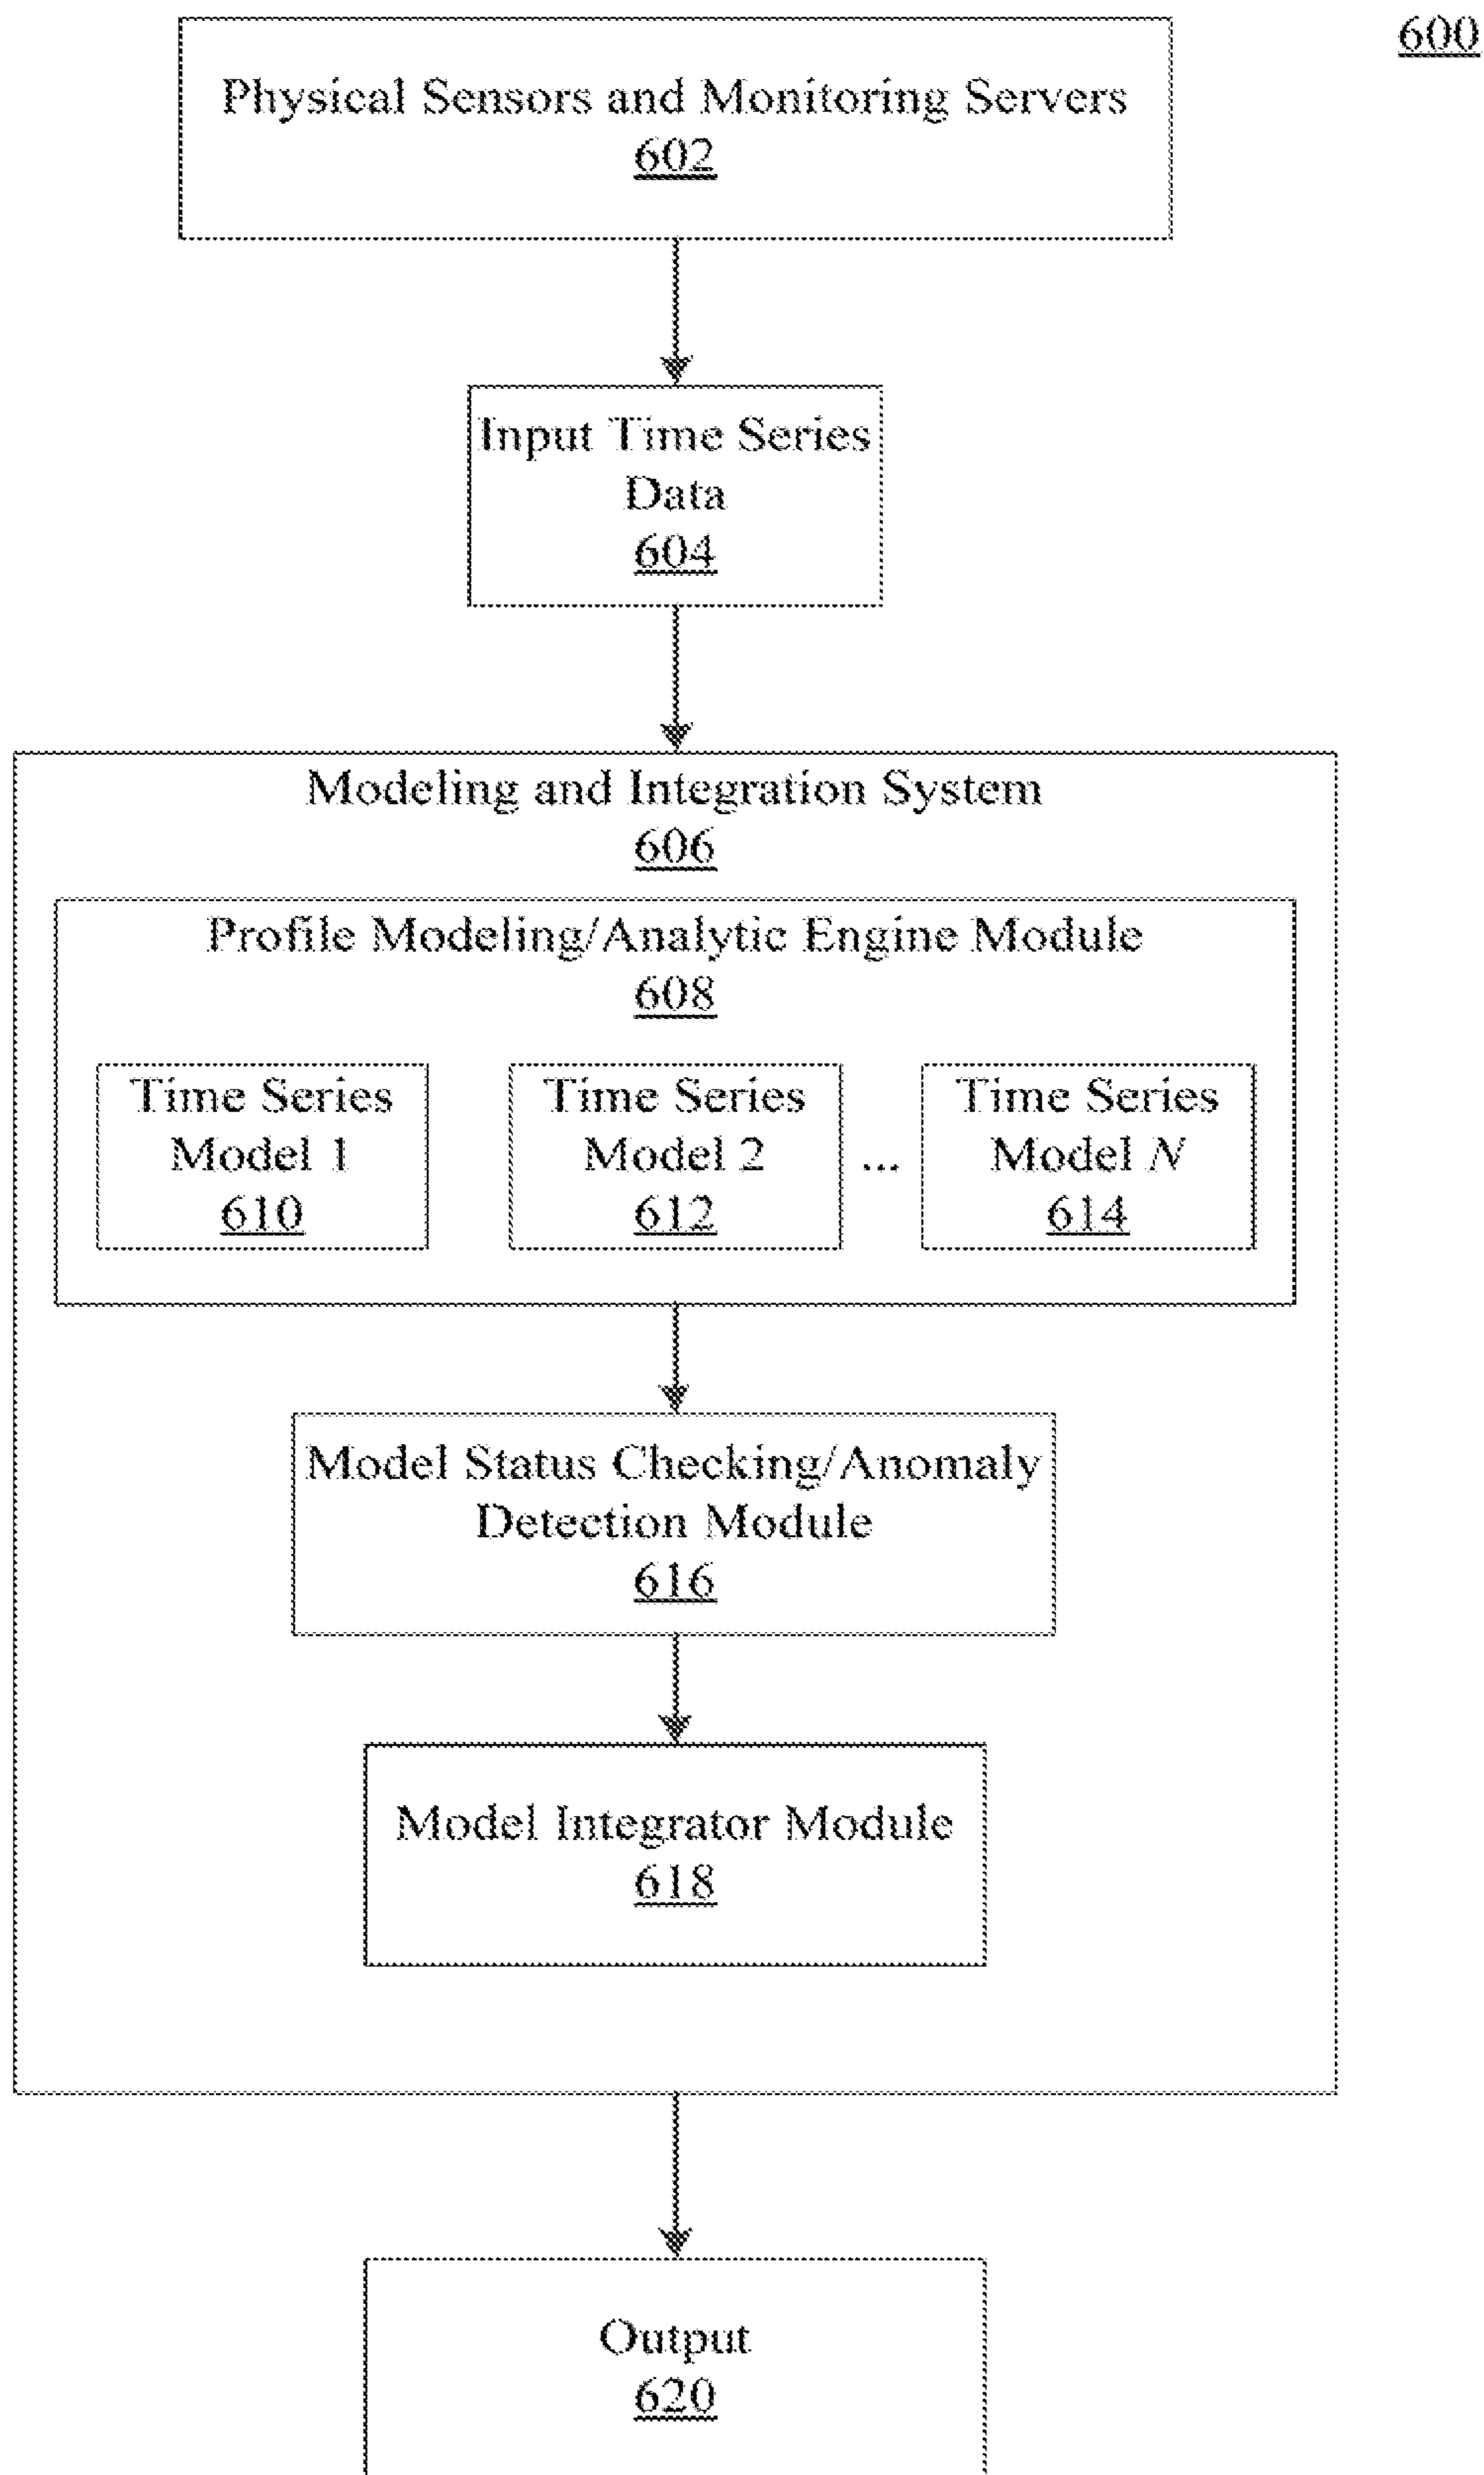 600
Physical Sensors and Monitoring Servers
602
Input Time Series
Data
604
Modeling and Integration System
606
Profile Modeling/Analytic Engine Module
608
Time Series
Model 1
610
Time Series
Model 2
612
...
Time Series
Model N
614
Model Status Checking/Anomaly
Detection Module
616
Model Integrator Module
618
Output
620